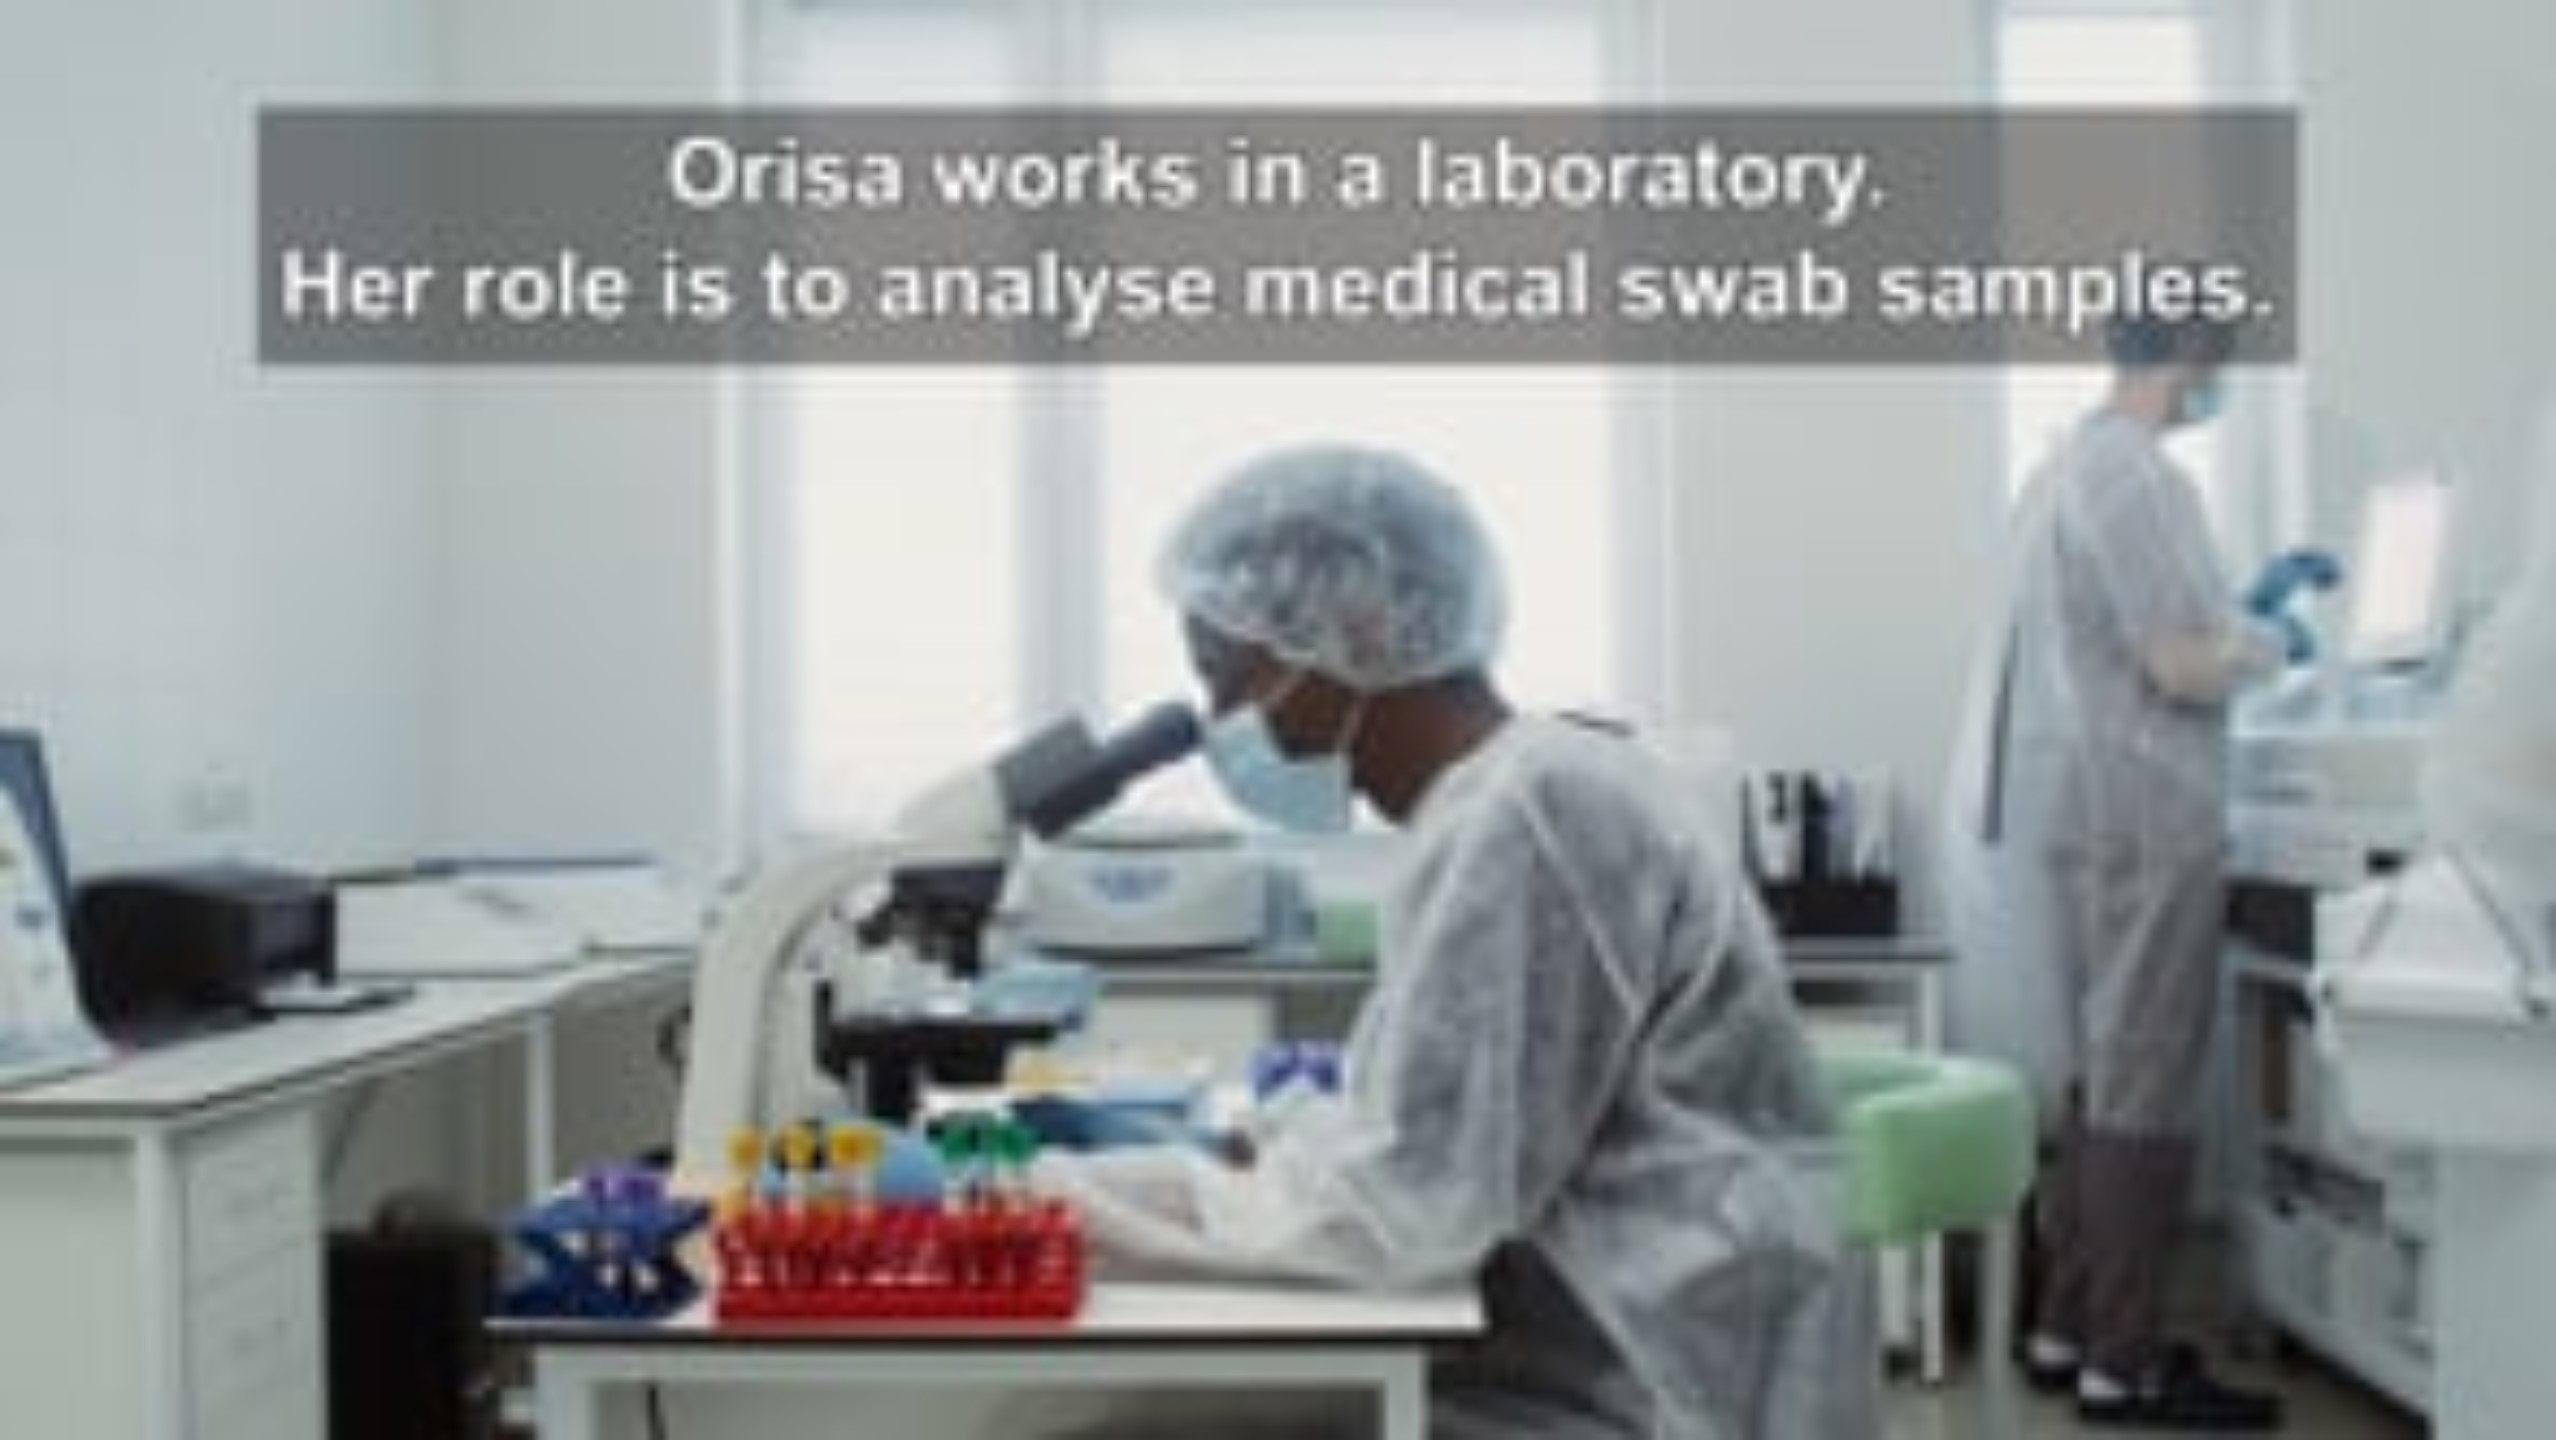 Orisa works in a laboratory.
Her role is to analyse medical swab samples.